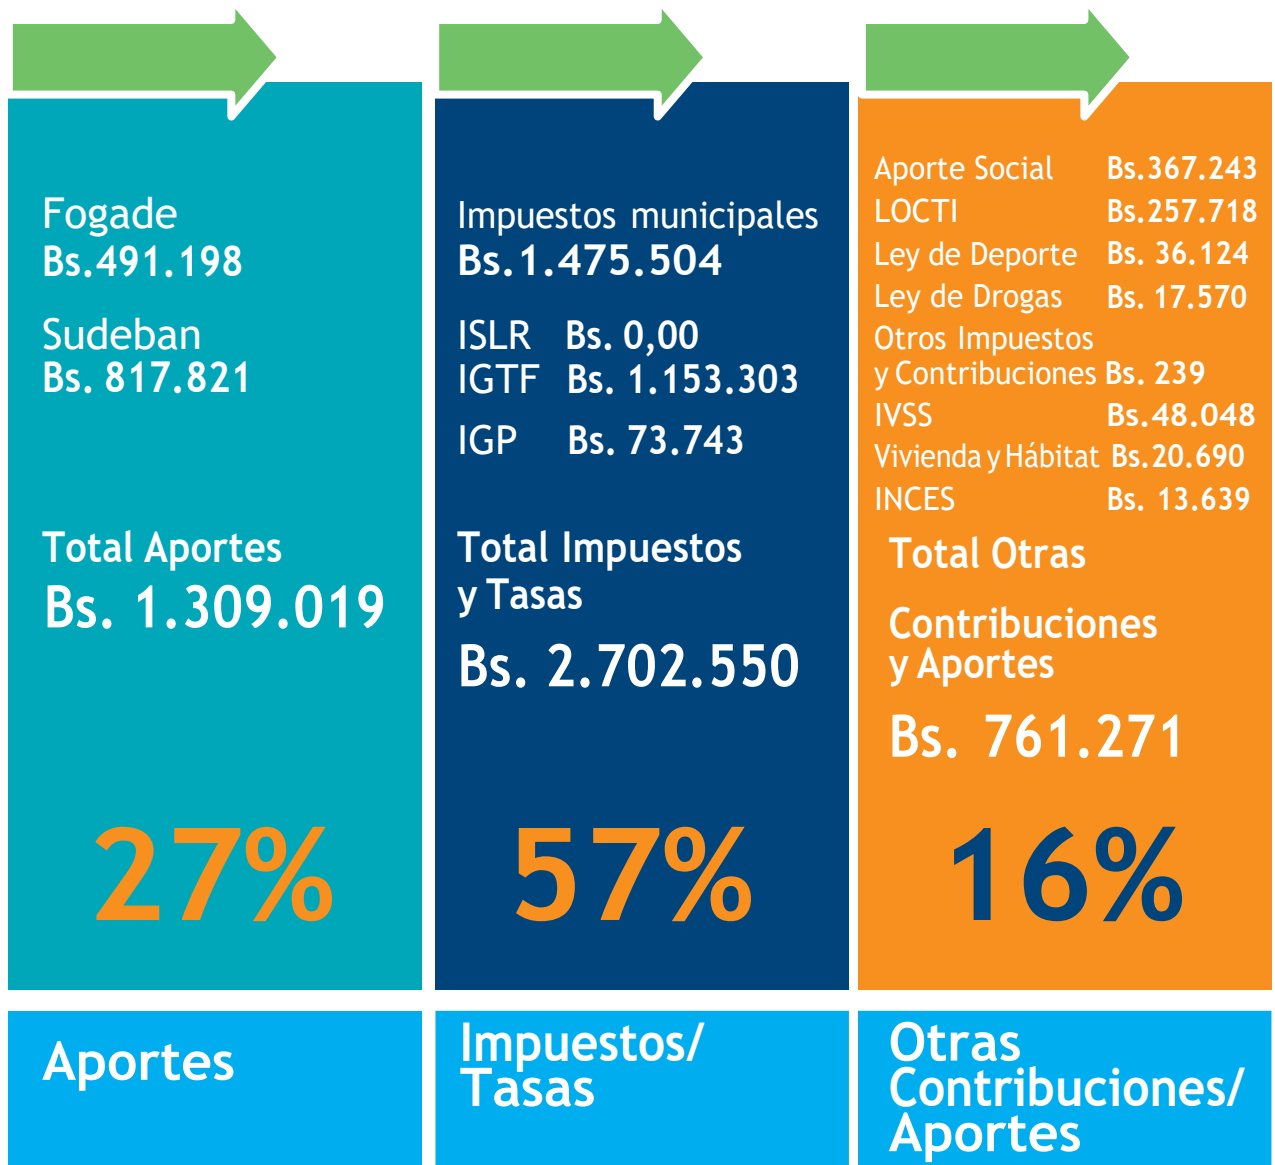 Fogade
Bs.491.198
Sudeban
Bs. 817.821
Total Aportes
Bs. 1.309.019
27%
Aportes
Impuestos municipales
Bs.1.475.504
ISLR Bs. 0,00
IGTF Bs. 1.153.303
IGP Bs. 73.743
Total Impuestos
y Tasas
Bs. 2.702.550
57%
Impuestos/
Tasas
Aporte Social Bs.367.243
LOCTI Bs.257.718
Ley de Deporte Bs. 36.124
Ley de Drogas Bs. 17.570
Otros Impuestos
y Contribuciones Bs. 239
IVSS Bs.48.048
Vivienda y Hábitat Bs.20.690
INCES Bs. 13.639
Total Otras
Contribuciones
y Aportes
Bs. 761.271
16%
Otras
Contribuciones/
Aportes